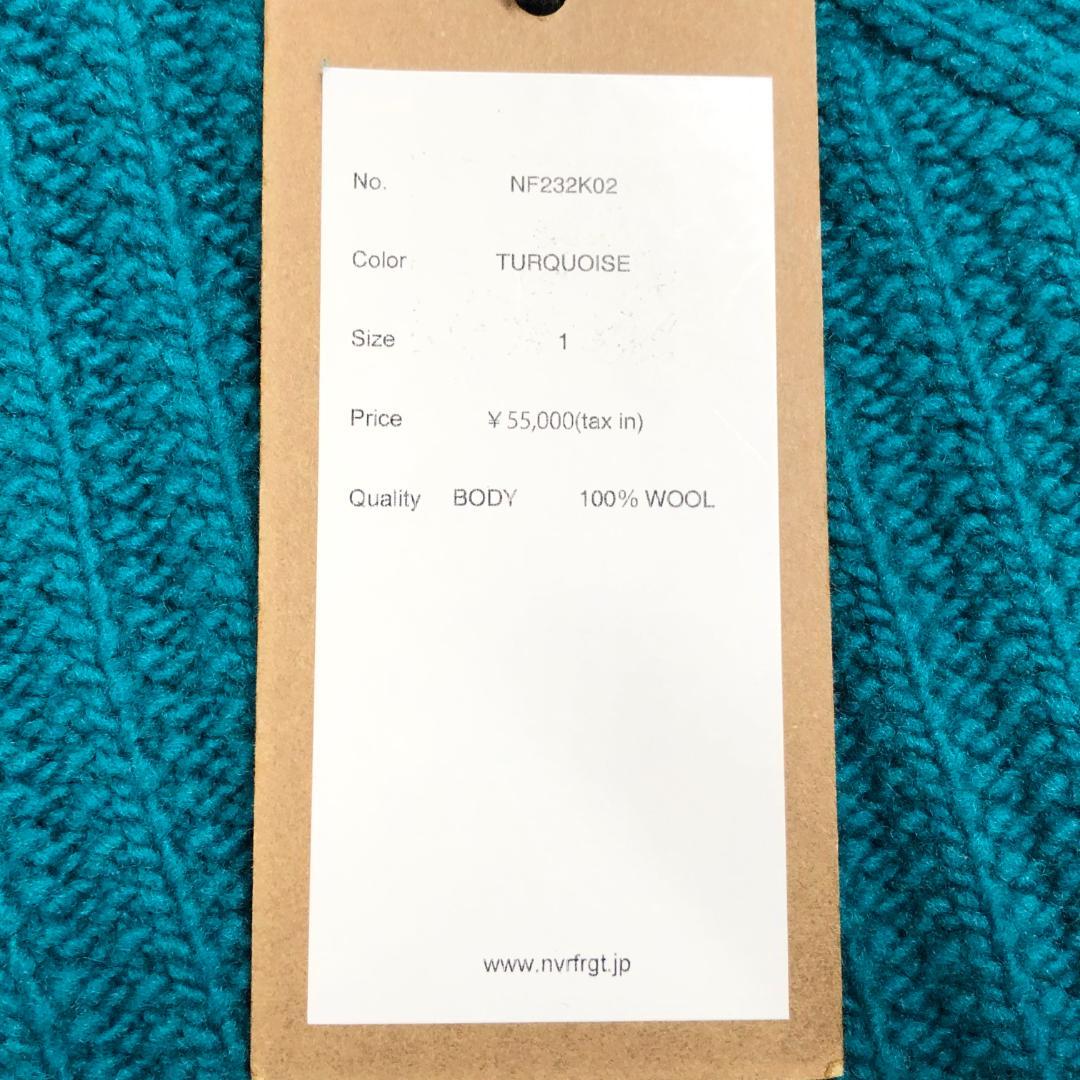 No. NF232K02
Color TURQUOISE
Size 1
Price ¥55,000(tax in)
Quality BODY 100% WOOL
www.nvrfrgt.jp